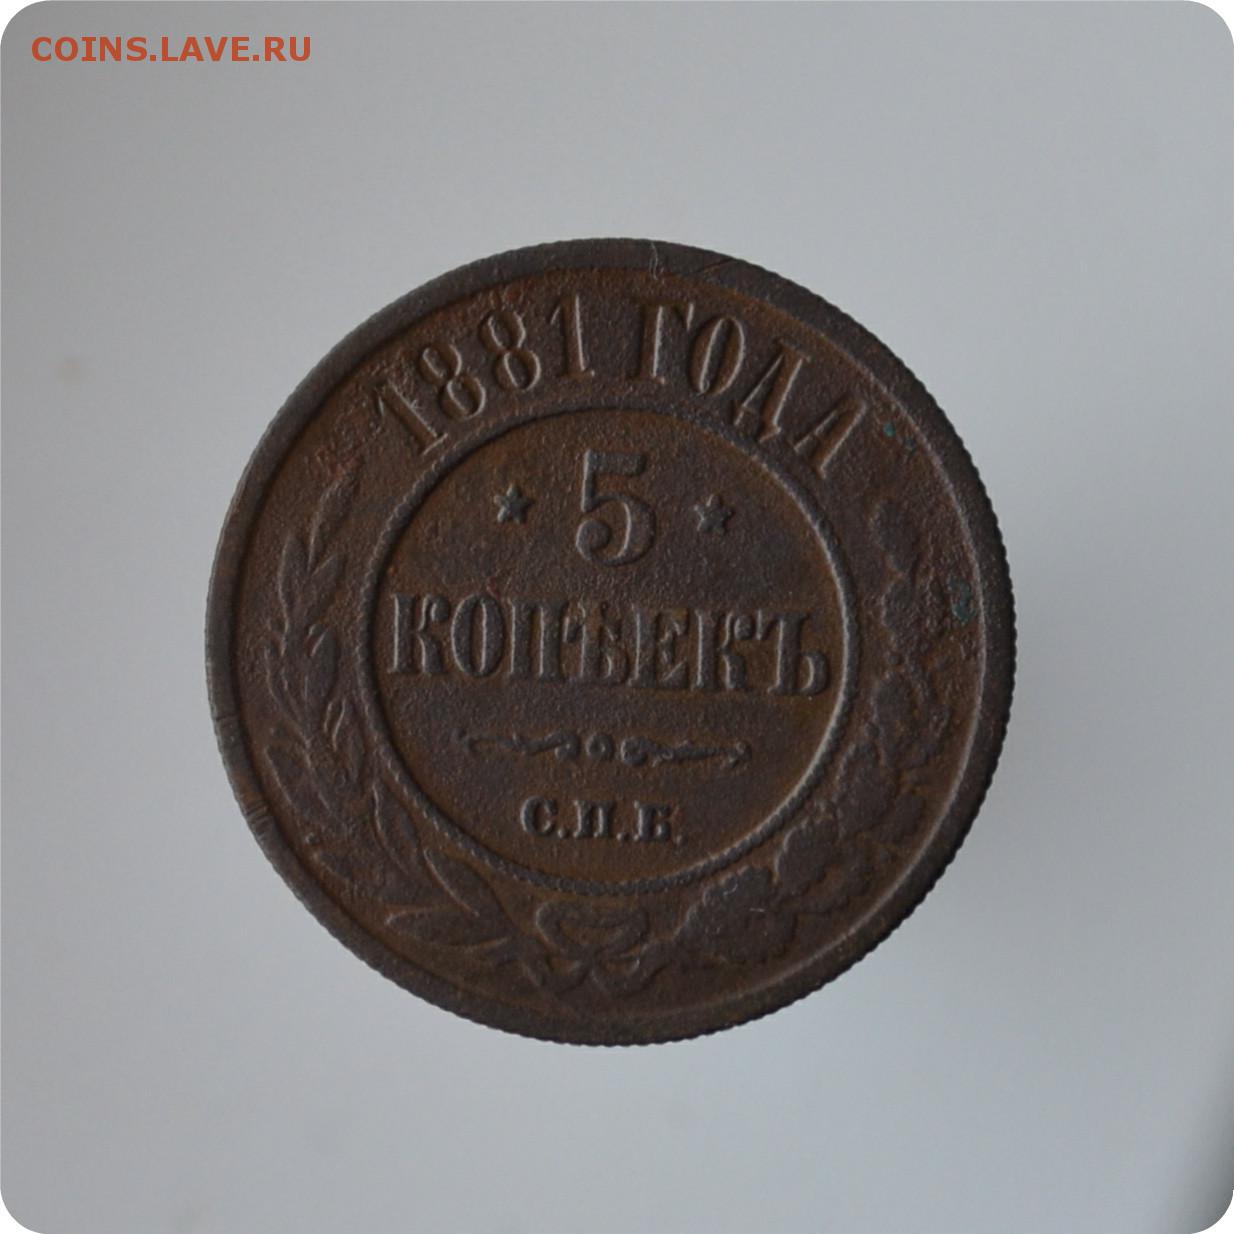 COINS.LAVE.RU
1881 ГОДА
5
КОПѢЕКЪ
С.П.Б.